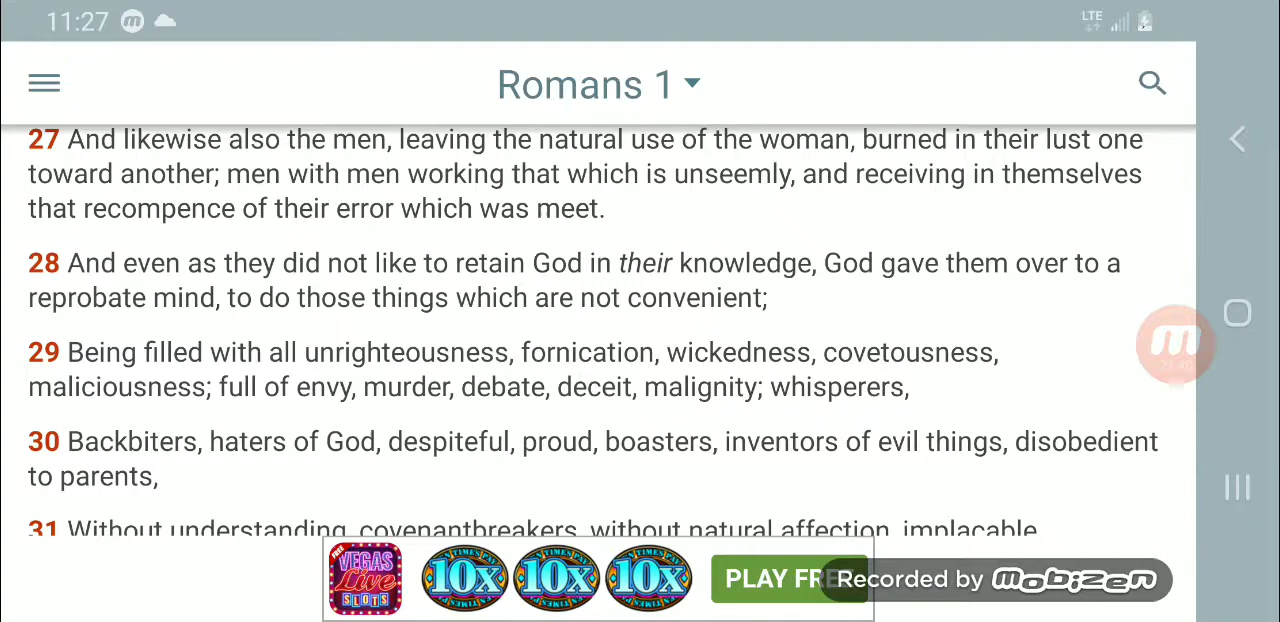 11:27
LTE
Romans 1
27 And likewise also the men, leaving the natural use of the woman, burned in their lust one
toward another; men with men working that which is unseemly, and receiving in themselves
that recompence of their error which was meet.
28 And even as they did not like to retain God in their knowledge, God gave them over to a
reprobate mind, to do those things which are not convenient;
29 Being filled with all unrighteousness, fornication, wickedness, covetousness,
maliciousness; full of envy, murder, debate, deceit, malignity; whisperers,
30 Backbiters, haters of God, despiteful, proud, boasters, inventors of evil things, disobedient
to parents,
31 Without understanding, covenantbreakers, without natural affection, implacable
FREE
VEGAS
Live
SLOTS
10x 10x 10x
PLAY FREE
Recorded by mobizen